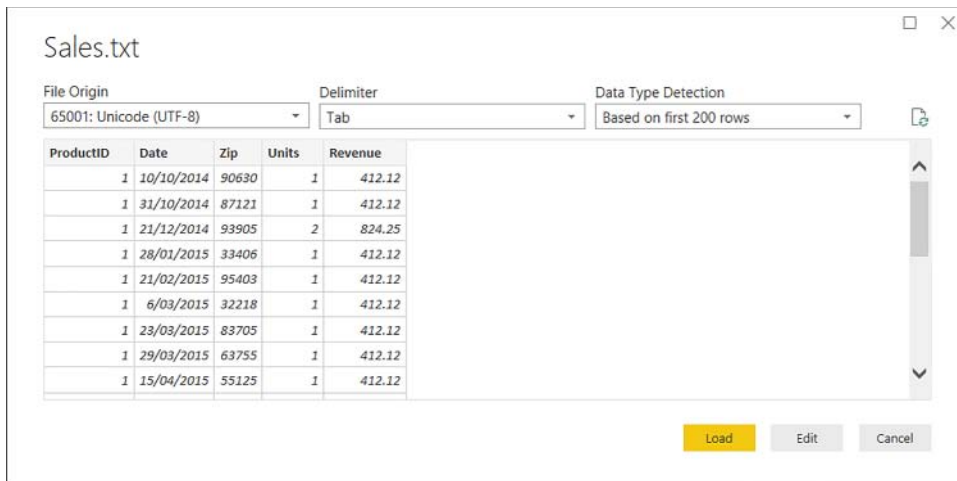 Sales.txt
File Origin Delimiter Data Type Detection
65001: Unicode (UTF-8) Tab Based on first 200 rows
ProductID Date Zip Units Revenue
1 10/10/2014 90630 1 412.12
1 31/10/2014 87121 1 412.12
1 21/12/2014 93905 2 824.25
1 28/01/2015 33406 1 412.12
1 21/02/2015 95403 1 412.12
1 6/03/2015 32218 1 412.12
1 23/03/2015 83705 1 412.12
1 29/03/2015 63755 1 412.12
1 15/04/2015 55125 1 412.12
Load Edit Cancel